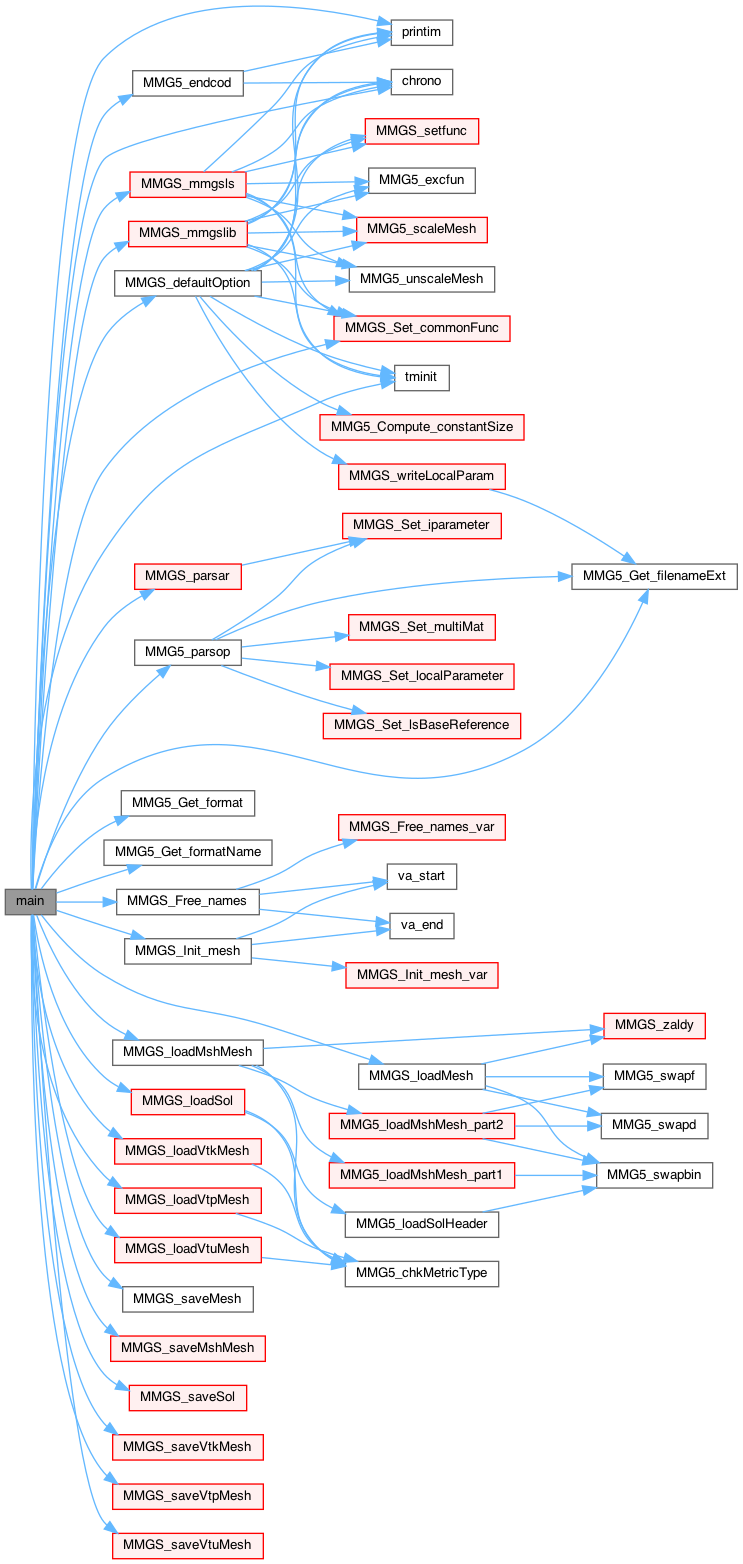 printim
chrono
MMG5_endcod
MMGS_setfunc
MMGS_mmgsls
MMG5_excfun
MMGS_mmgslib
MMG5_scaleMesh
MMGS_defaultOption
MMG5_unscaleMesh
MMGS_Set_commonFunc
tminit
MMG5_Compute_constantSize
MMGS_writeLocalParam
MMGS_Set_iparameter
MMGS_parsar
MMG5_Get_filenameExt
MMGS_Set_multiMat
MMG5_parsop
MMGS_Set_localParameter
MMGS_Set_lsBaseReference
MMG5_Get_format
MMGS_Free_names_var
MMG5_Get_formatName
va_start
main
MMGS_Free_names
va_end
MMGS_Init_mesh
MMGS_Init_mesh_var
MMGS_zaldy
MMGS_loadMshMesh
MMGS_loadMesh
MMG5_swapf
MMGS_loadSol
MMG5_loadMshMesh_part2
MMG5_swapd
MMGS_loadVtkMesh
MMG5_loadMshMesh_part1
MMG5_swapbin
MMGS_loadVtpMesh
MMG5_loadSolHeader
MMGS_loadVtuMesh
MMG5_chkMetricType
MMGS_saveMesh
MMGS_saveMshMesh
MMGS_saveSol
MMGS_saveVtkMesh
MMGS_saveVtpMesh
MMGS_saveVtuMesh